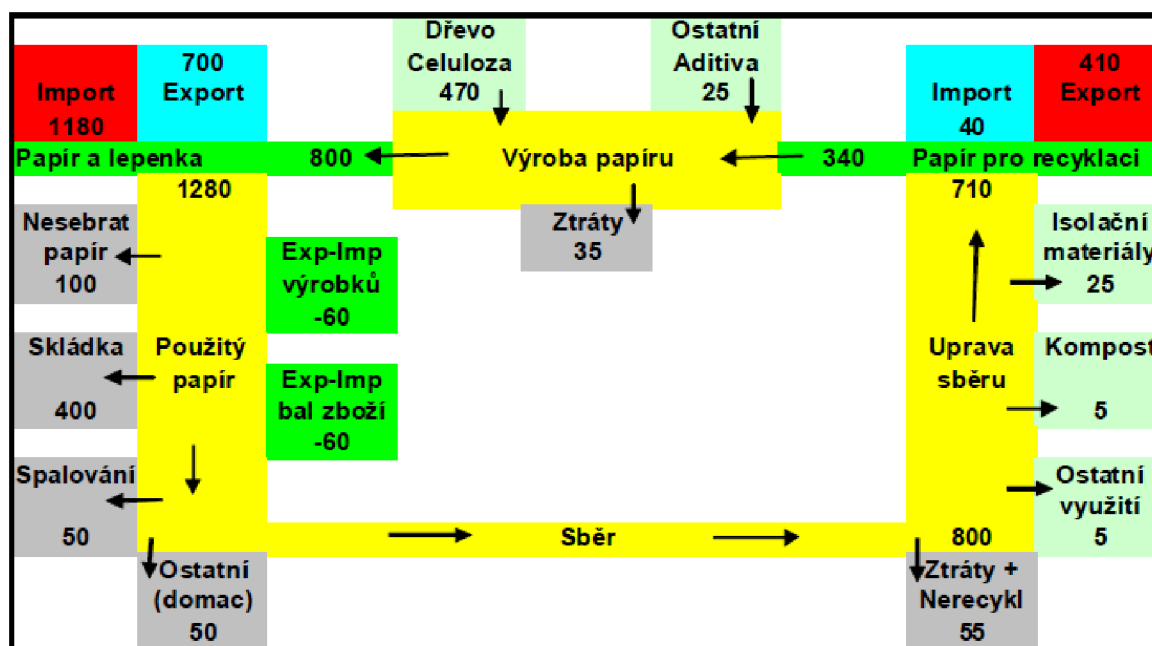 Dřevo
Celuloza
470
Ostatní
Aditiva
25
Import
1180
700
Export
Import
40
410
Export
Papír a lepenka
800
Výroba papíru
340
Papír pro recyklaci
1280
710
Nesebrat
papír
100
Exp-Imp
výrobků
-60
Ztráty
35
Isolační
materiály
25
Skládka
400
Použitý
papír
Exp-Imp
bal zboží
-60
Uprava
sběru
Kompost
5
Spalování
50
Sběr
800
Ostatní
využití
5
Ostatní
(domac)
50
Ztráty +
Nerecykl
55